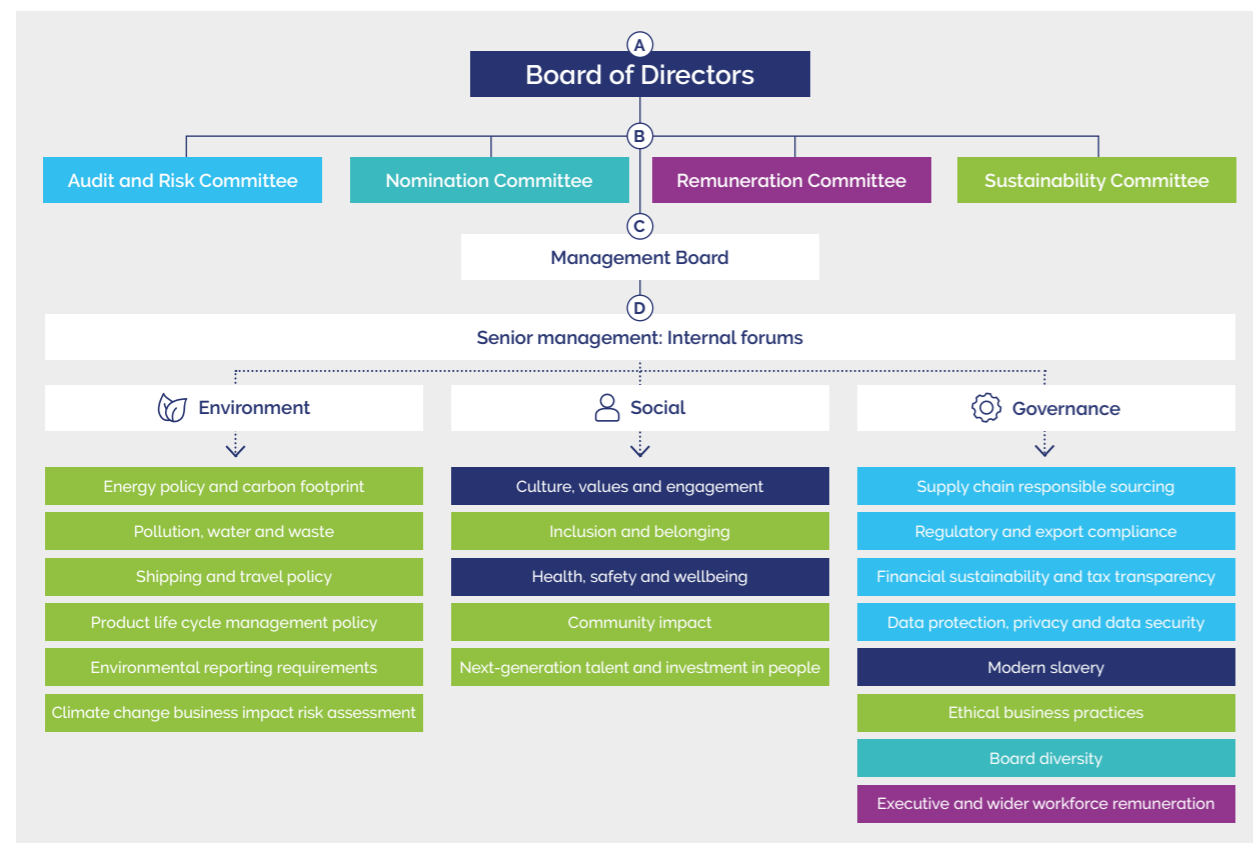 A
Board of Directors
B
Audit and Risk Committee
Nomination Committee
Remuneration Committee
Sustainability Committee
C
Management Board
D
Senior management: Internal forums
Environment
Energy policy and carbon footprint
Pollution, water and waste
Shipping and travel policy
Product life cycle management policy
Environmental reporting requirements
Climate change business impact risk assessment
Social
Culture, values and engagement
Inclusion and belonging
Health, safety and wellbeing
Community impact
Next-generation talent and investment in people
Governance
Supply chain responsible sourcing
Regulatory and export compliance
Financial sustainability and tax transparency
Data protection, privacy and data security
Modern slavery
Ethical business practices
Board diversity
Executive and wider workforce remuneration